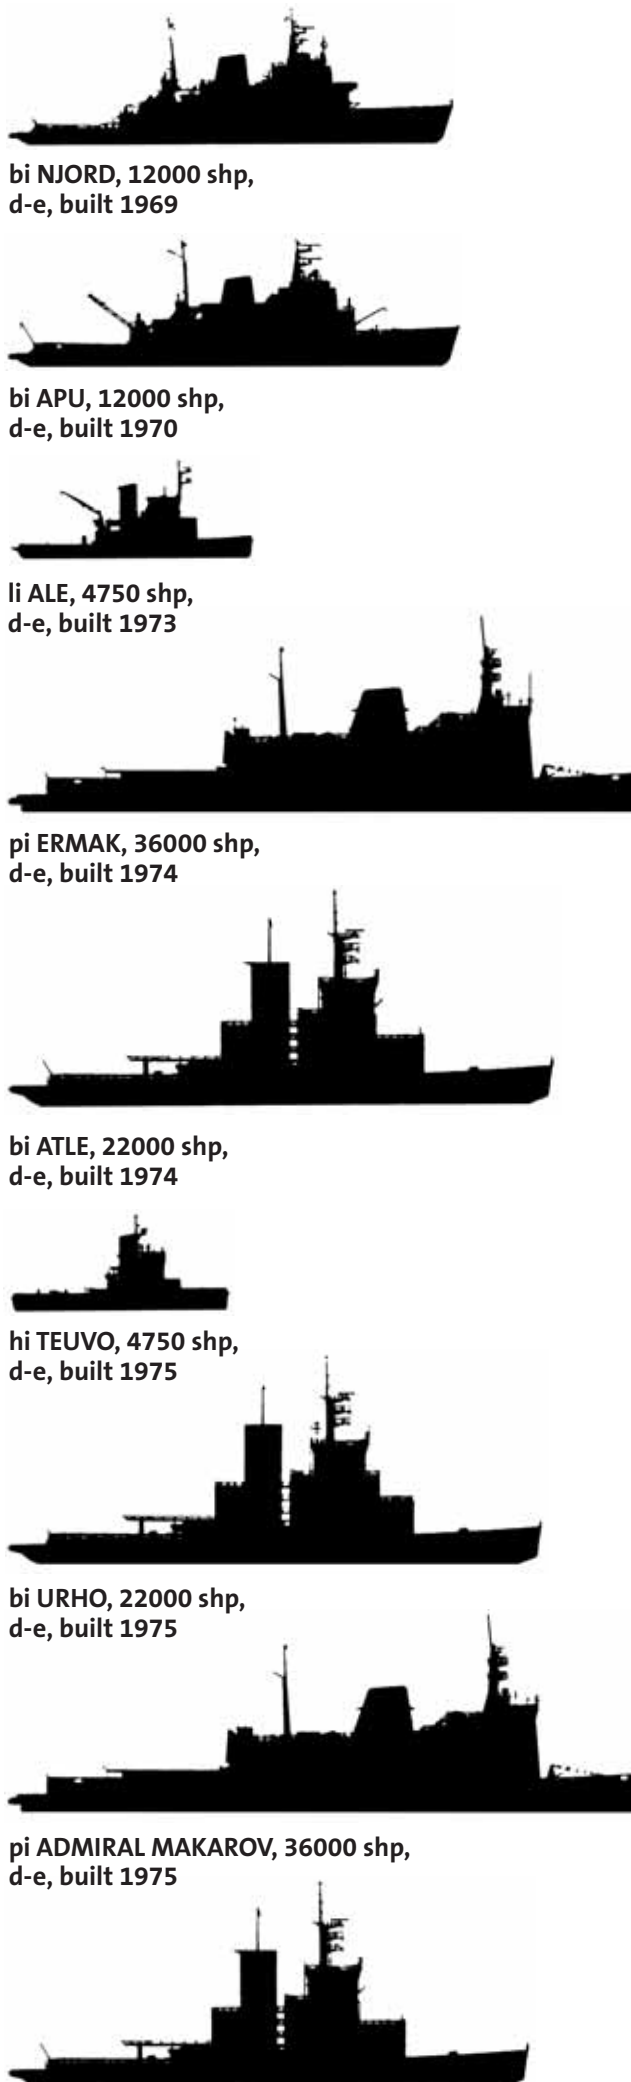 bi NJORD, 12000 shp,
d-e, built 1969
bi APU, 12000 shp,
d-e, built 1970
li ALE, 4750 shp,
d-e, built 1973
pi ERMAK, 36000 shp,
d-e, built 1974
bi ATLE, 22000 shp,
d-e, built 1974
hi TEUVO, 4750 shp,
d-e, built 1975
bi URHO, 22000 shp,
d-e, built 1975
pi ADMIRAL MAKAROV, 36000 shp,
d-e, built 1975